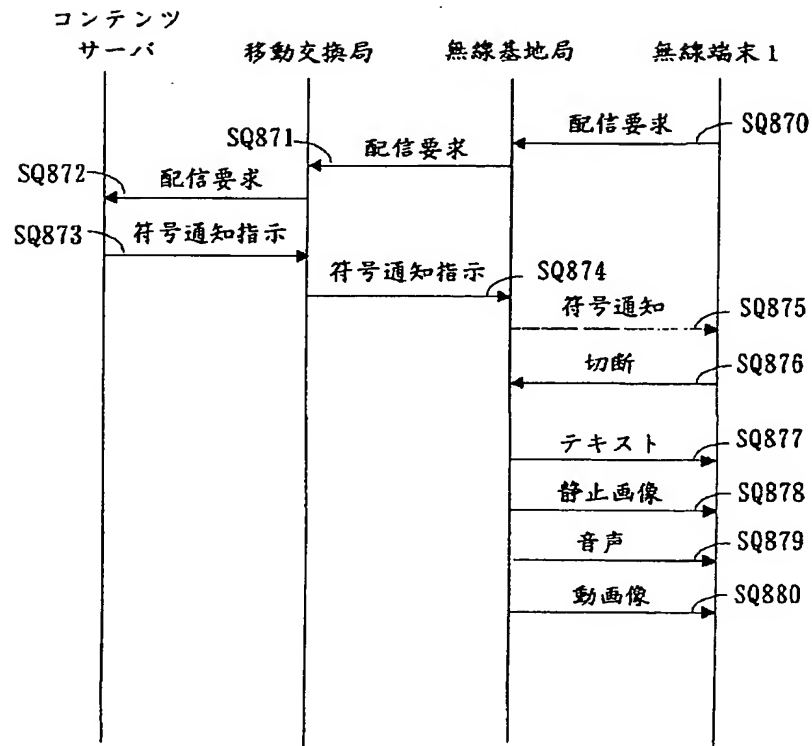 コンテンツ
サーバ
移動交換局
無線基地局
無線端末1
配信要求
SQ870
SQ871
配信要求
SQ872
配信要求
SQ873
符号通知指示
符号通知指示
SQ874
符号通知
SQ875
切断
SQ876
テキスト
SQ877
静止画像
SQ878
音声
SQ879
動画像
SQ880